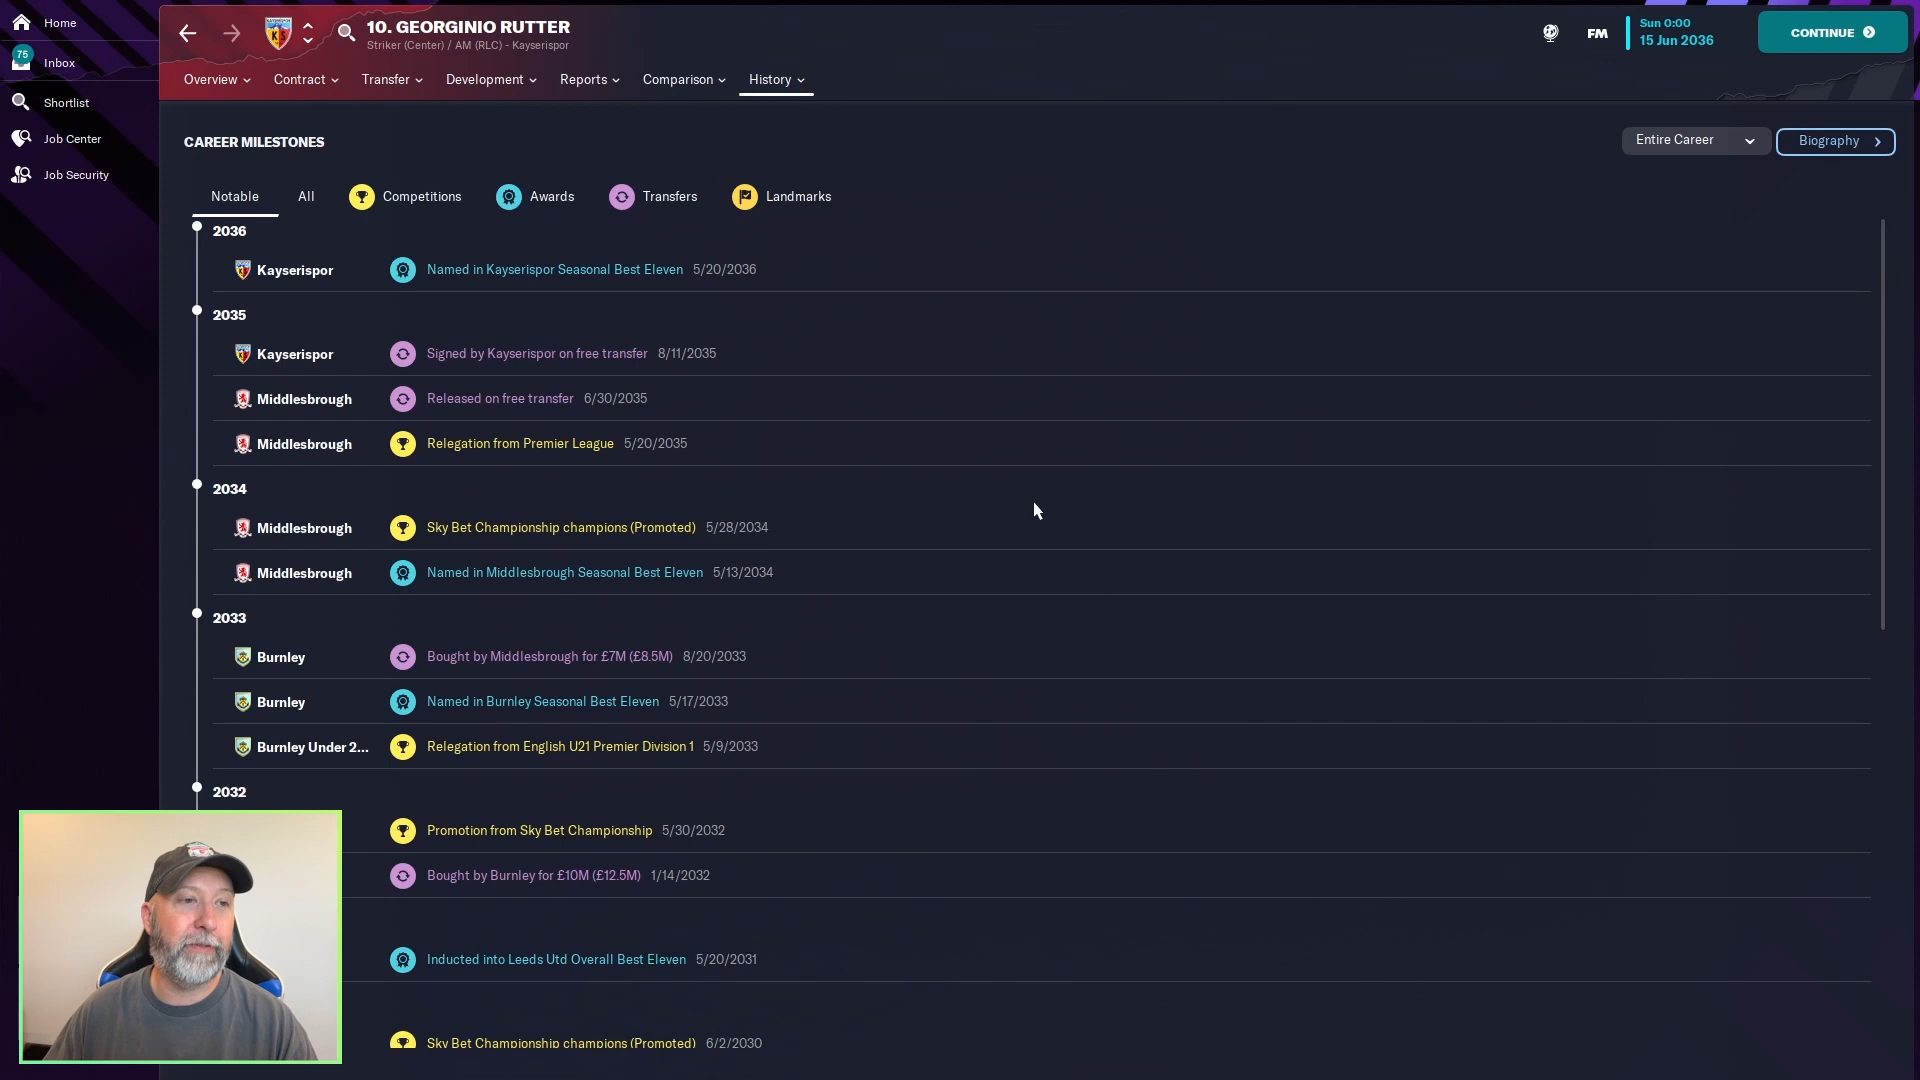 Home
75
Inbox
Shortlist
Job Center
Job Security
10. GEORGINIO RUTTER
Striker (Center) / AM (RLC) - Kayserispor
FM
Sun 0:00
15 Jun 2036
CONTINUE
Overview
Contract
Transfer
Development
Reports
Comparison
History
CAREER MILESTONES
Entire Career
Biography
Notable
All
Competitions
Awards
Transfers
Landmarks
2036
Kayserispor Named in Kayserispor Seasonal Best Eleven 5/20/2036
2035
Kayserispor Signed by Kayserispor on free transfer 8/11/2035
Middlesbrough Released on free transfer 6/30/2035
Middlesbrough Relegation from Premier League 5/20/2035
2034
Middlesbrough Sky Bet Championship champions (Promoted) 5/28/2034
Middlesbrough Named in Middlesbrough Seasonal Best Eleven 5/13/2034
2033
Burnley Bought by Middlesbrough for £7M (£8.5M) 8/20/2033
Burnley Named in Burnley Seasonal Best Eleven 5/17/2033
Burnley Under 2... Relegation from English U21 Premier Division 1 5/9/2033
2032
Promotion from Sky Bet Championship 5/30/2032
Bought by Burnley for £10M (£12.5M) 1/14/2032
Inducted into Leeds Utd Overall Best Eleven 5/20/2031
Sky Bet Championship champions (Promoted) 6/2/2030